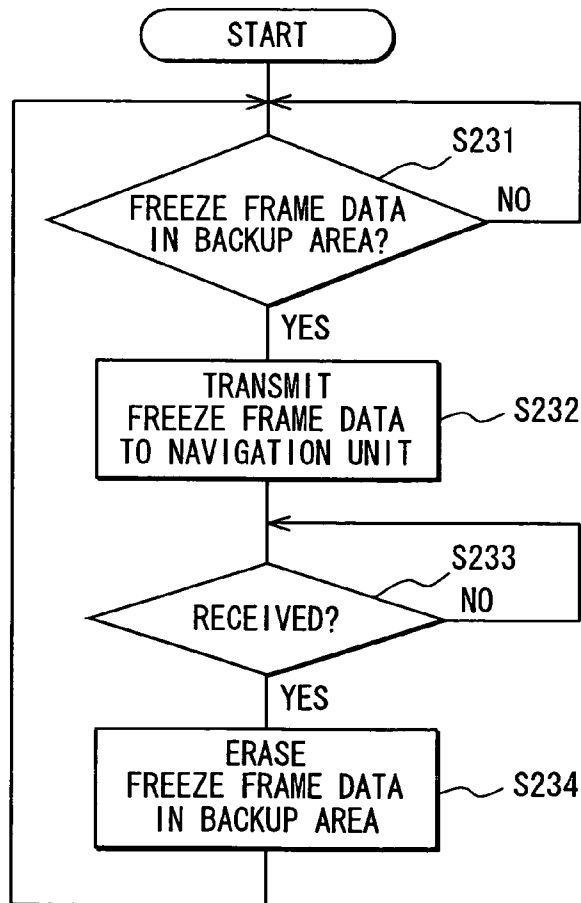 START
S231
FREEZE FRAME DATA
IN BACKUP AREA?
NO
YES
TRANSMIT
FREEZE FRAME DATA
TO NAVIGATION UNIT
S232
S233
RECEIVED?
NO
YES
ERASE
FREEZE FRAME DATA
IN BACKUP AREA
S234